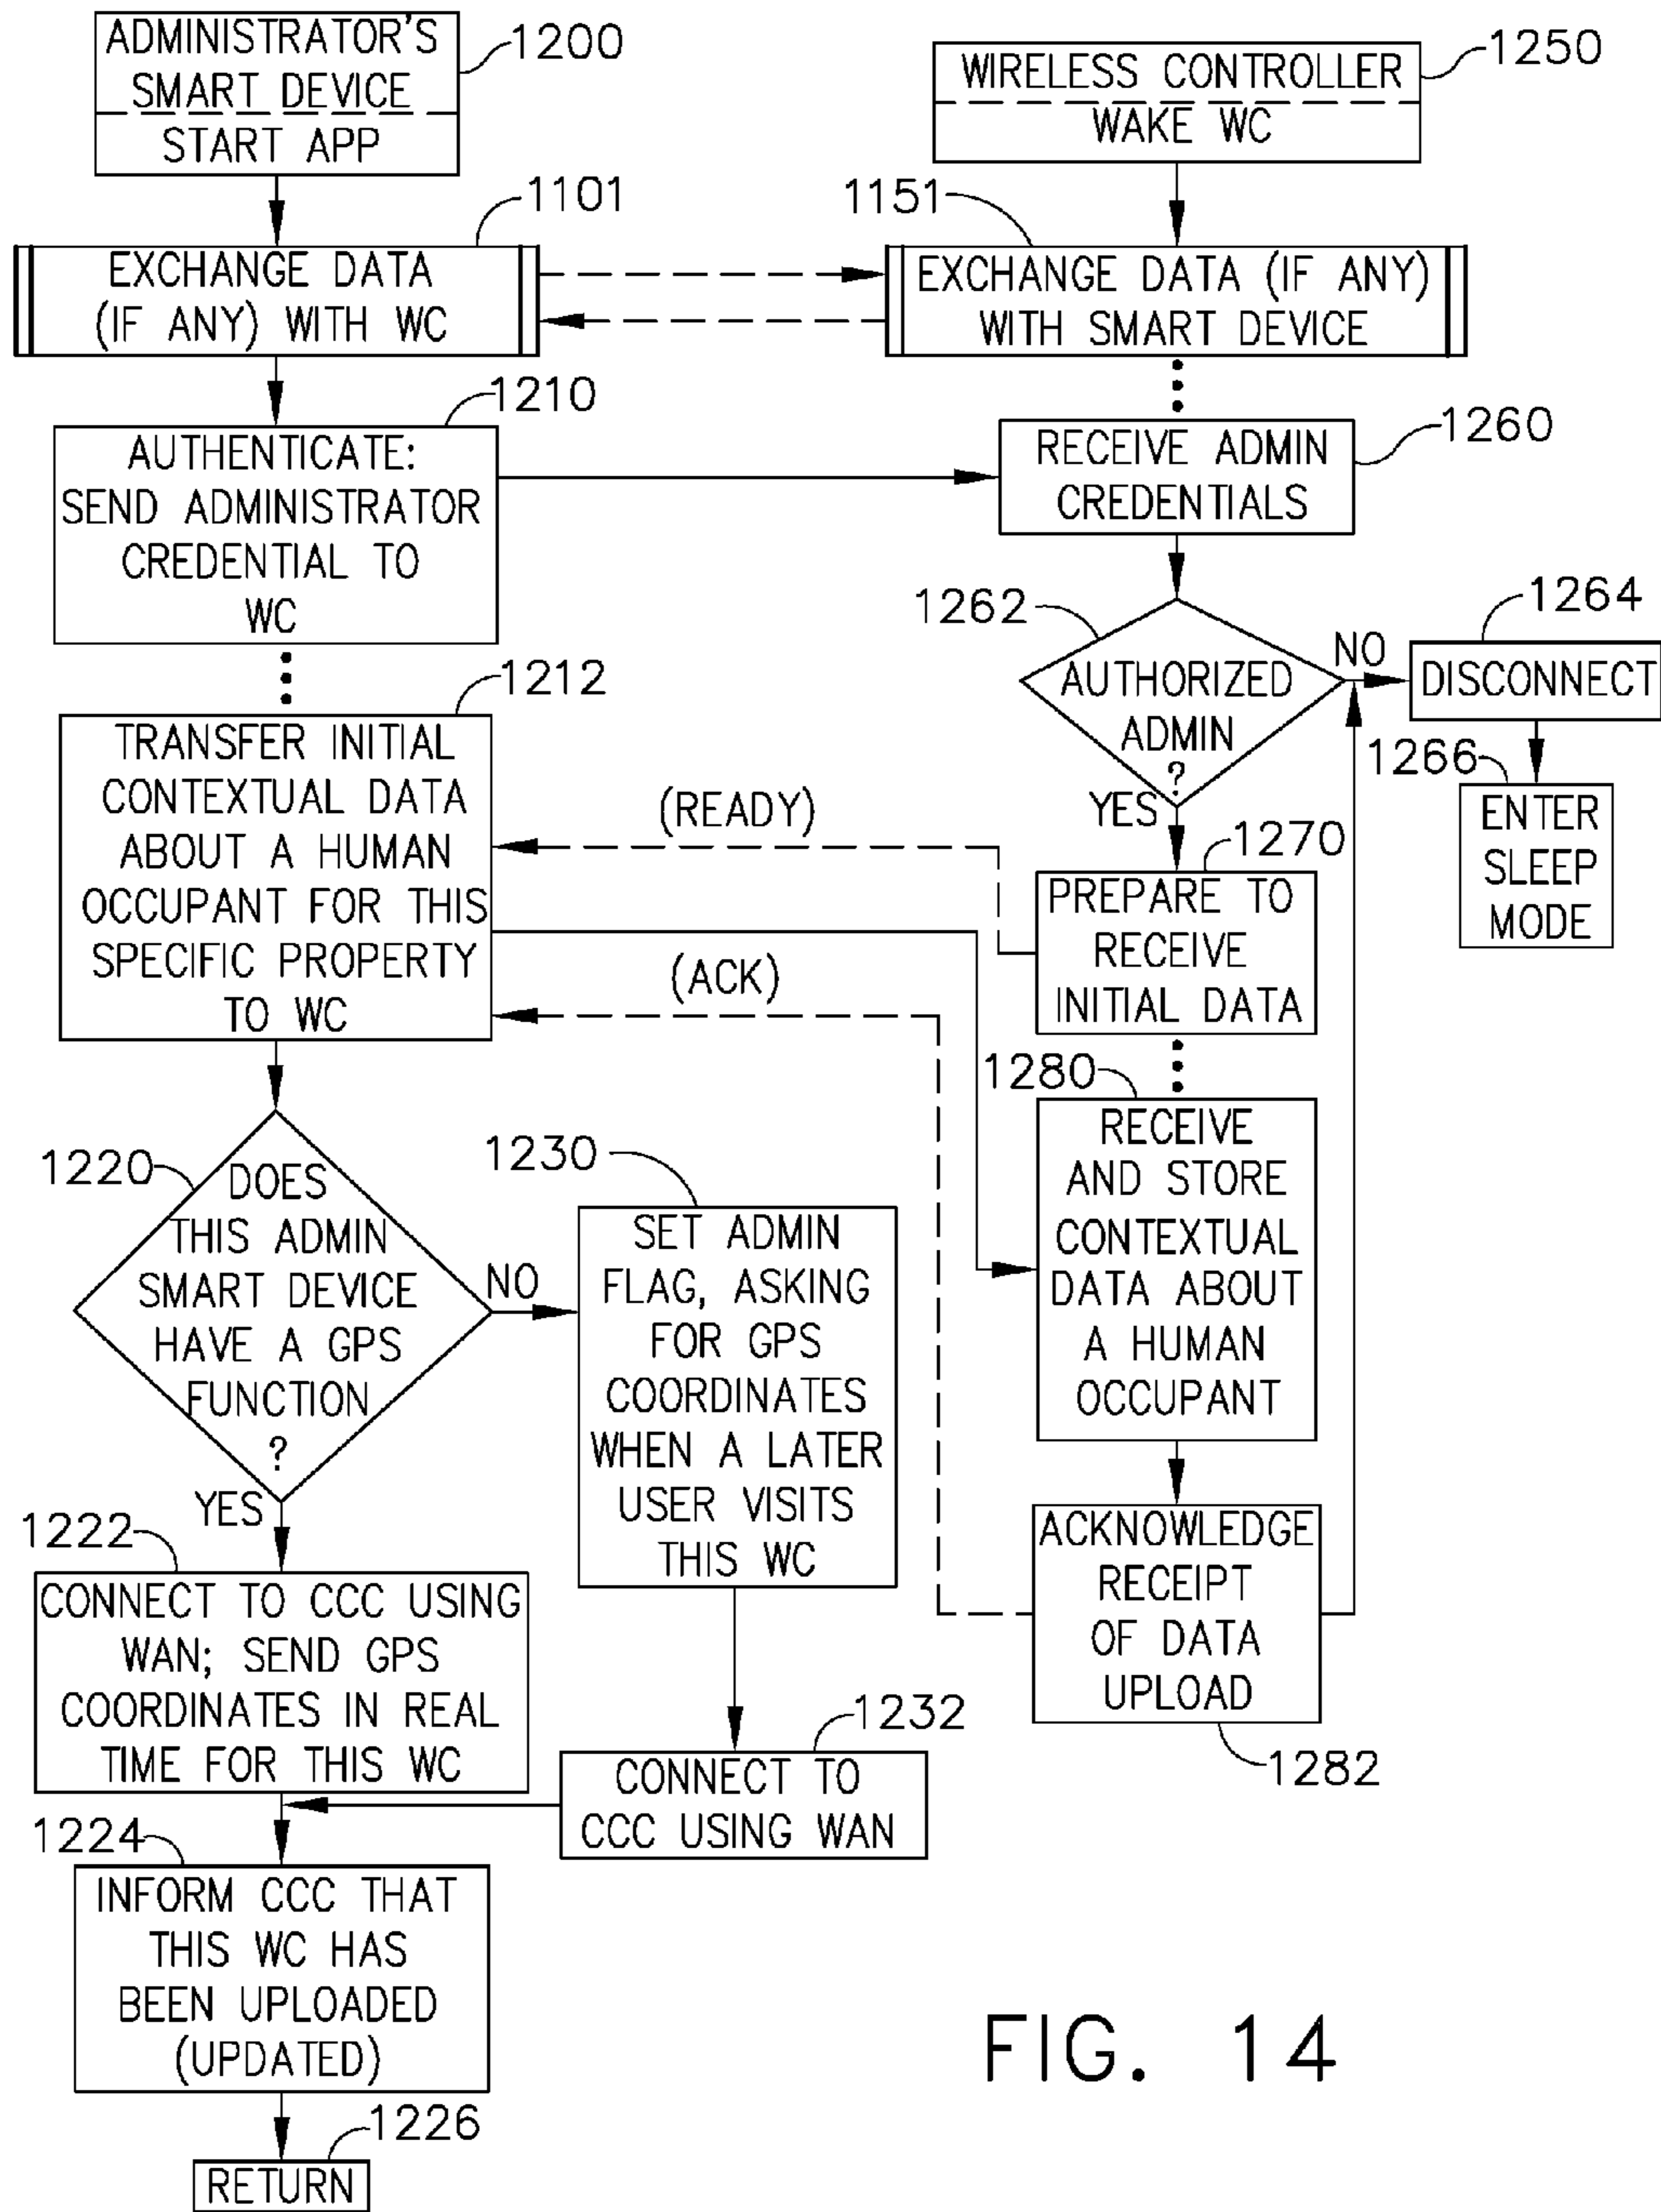 ADMINISTRATOR'S
SMART DEVICE
START APP
1200
WIRELESS CONTROLLER
WAKE WC
1250
1101
EXCHANGE DATA
(IF ANY) WITH WC
1151
EXCHANGE DATA (IF ANY)
WITH SMART DEVICE
1210
AUTHENTICATE:
SEND ADMINISTRATOR
CREDENTIAL TO
WC
RECEIVE ADMIN
CREDENTIALS
1260
1262
AUTHORIZED
ADMIN
?
NO
YES
1264
DISCONNECT
1266
ENTER
SLEEP
MODE
1212
TRANSFER INITIAL
CONTEXTUAL DATA
ABOUT A HUMAN
OCCUPANT FOR THIS
SPECIFIC PROPERTY
TO WC
(READY)
(ACK)
1270
PREPARE TO
RECEIVE
INITIAL DATA
1280
RECEIVE
AND STORE
CONTEXTUAL
DATA ABOUT
A HUMAN
OCCUPANT
1220
DOES
THIS ADMIN
SMART DEVICE
HAVE A GPS
FUNCTION
?
NO
YES
1230
SET ADMIN
FLAG, ASKING
FOR GPS
COORDINATES
WHEN A LATER
USER VISITS
THIS WC
ACKNOWLEDGE
RECEIPT
OF DATA
UPLOAD
1282
1222
CONNECT TO CCC USING
WAN; SEND GPS
COORDINATES IN REAL
TIME FOR THIS WC
1232
CONNECT TO
CCC USING WAN
1224
INFORM CCC THAT
THIS WC HAS
BEEN UPLOADED
(UPDATED)
1226
RETURN
FIG. 14